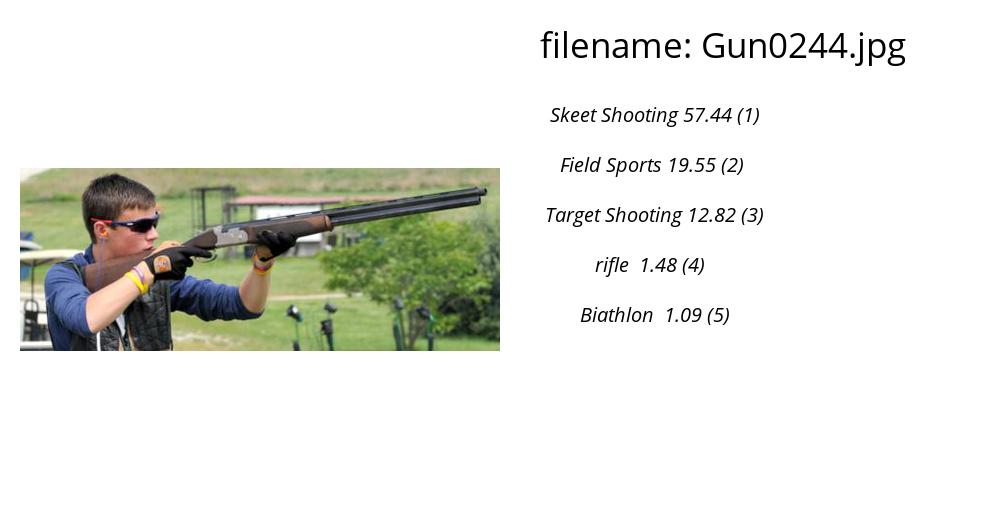 filename: Gun0244.jpg
Skeet Shooting 57.44 (1)
Field Sports 19.55 (2)
Target Shooting 12.82 (3)
rifle 1.48 (4)
Biathlon 1.09 (5)